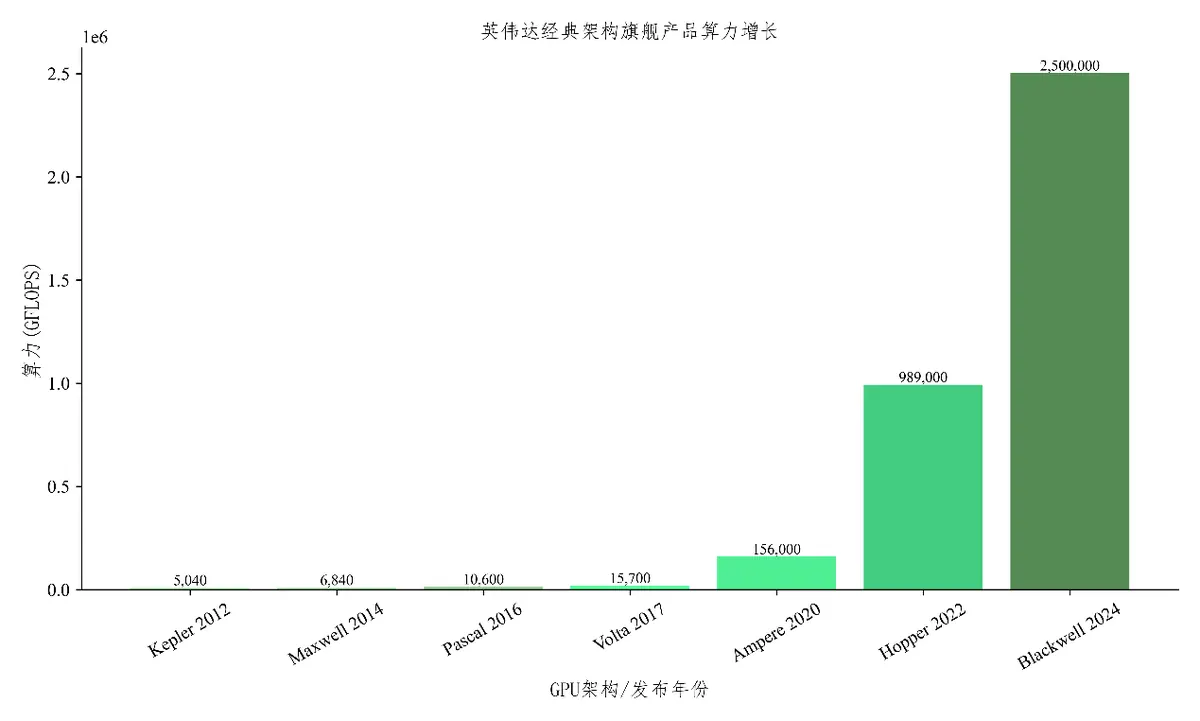 英伟达经典架构旗舰产品算力增长
1e6
2.5
2.0
1.5
1.0
0.5
0.0
算力(GFLOPS)
5,040
6,840
10,600
15,700
156,000
989,000
2,500,000
Kepler 2012
Maxwell 2014
Pascal 2016
Volta 2017
Ampere 2020
Hopper 2022
Blackwell 2024
GPU架构/发布年份